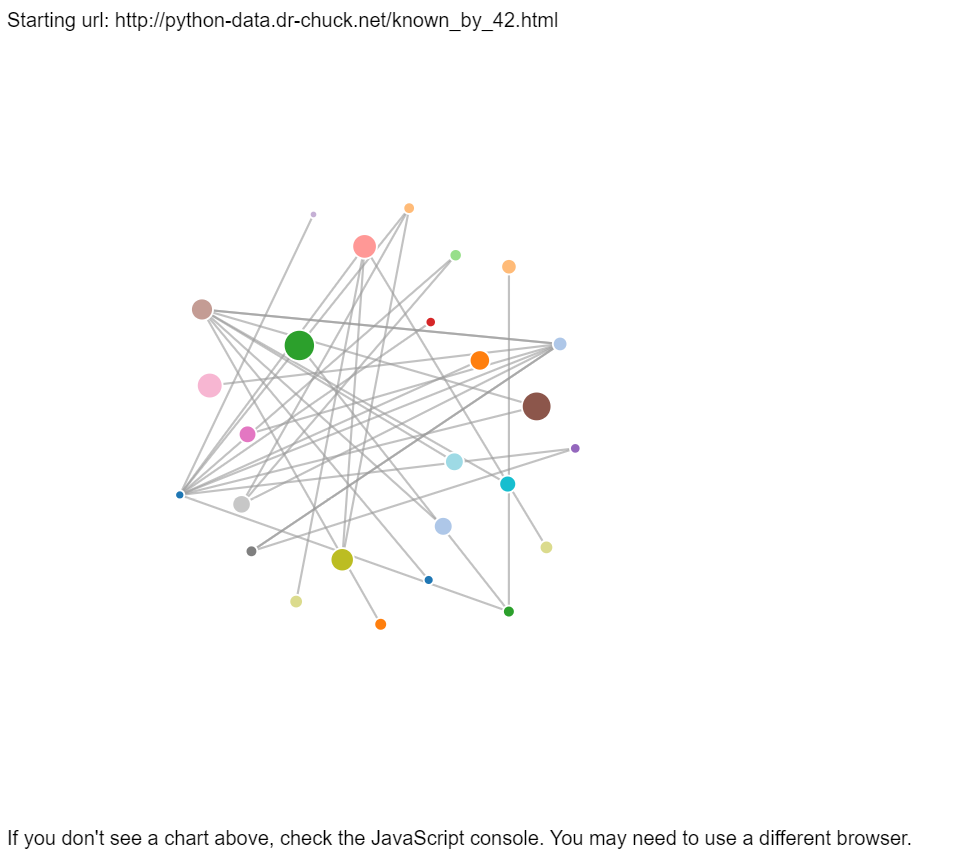 Starting url: http://python-data.dr-chuck.net/known_by_42.html
If you don't see a chart above, check the JavaScript console. You may need to use a different browser.